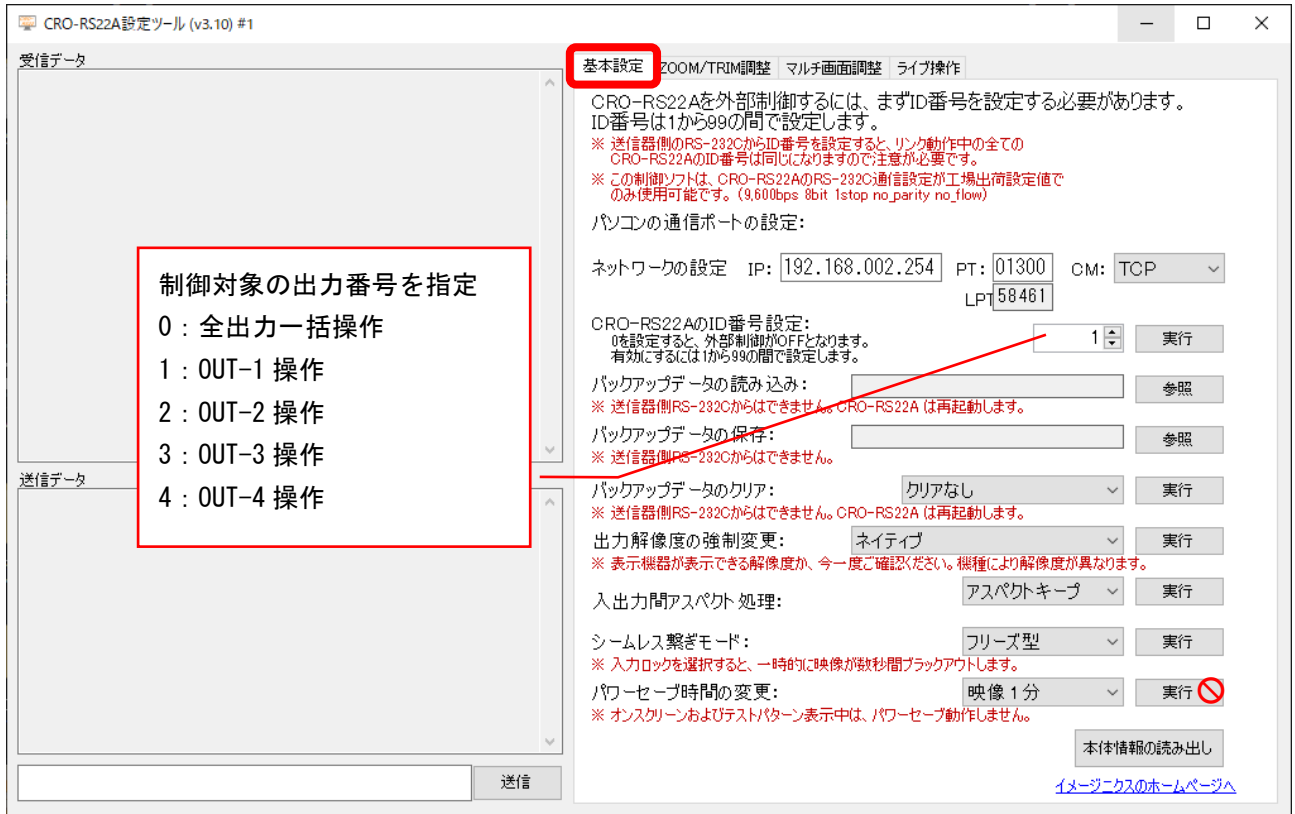 CRO-RS22A設定ツール (v3.10) #1
受信データ
制御対象の出力番号を指定
0：全出力一括操作
1：OUT-1 操作
2：OUT-2 操作
3：OUT-3 操作
4：OUT-4 操作
送信データ
送信
基本設定 ZOOM/TRIM調整 マルチ画面調整 ライブ操作
CRO-RS22Aを外部制御するには、まずID番号を設定する必要があります。
ID番号は1から99の間で設定します。
※ 送信器側のRS-232CからID番号を設定すると、リンク動作中の全ての
CRO-RS22AのID番号は同じになりますので注意が必要です。
※ この制御ソフトは、CRO-RS22AのRS-232C通信設定が工場出荷設定値で
のみ使用可能です。(9,600bps 8bit 1stop no_parity no_flow)
パソコンの通信ポートの設定：
ネットワークの設定 IP: 192.168.002.254 PT: 01300 CM: TCP
LPT 58461
CRO-RS22AのID番号設定：
0を設定すると、外部制御がOFFとなります。
有効にするには1から99の間で設定します。
1 実行
バックアップデータの読み込み： 参照
※ 送信器側RS-232Cからはできません。CRO-RS22A は再起動します。
バックアップデータの保存： 参照
※ 送信器側RS-232Cからはできません。
バックアップデータのクリア： クリアなし 実行
※ 送信器側RS-232Cからはできません。CRO-RS22A は再起動します。
出力解像度の強制変更： ネイティブ 実行
※ 表示機器が表示できる解像度か、今一度ご確認ください。機種により解像度が異なります。
入出力間アスペクト処理： アスペクトキープ 実行
シームレス繋ぎモード： フリーズ型 実行
※ 入力ロックを選択すると、一時的に映像が数秒間ブラックアウトします。
パワーセーブ時間の変更： 映像１分 実行
※ オンスクリーンおよびテストパターン表示中は、パワーセーブ動作しません。
本体情報の読み出し
イメージニクスのホームページへ